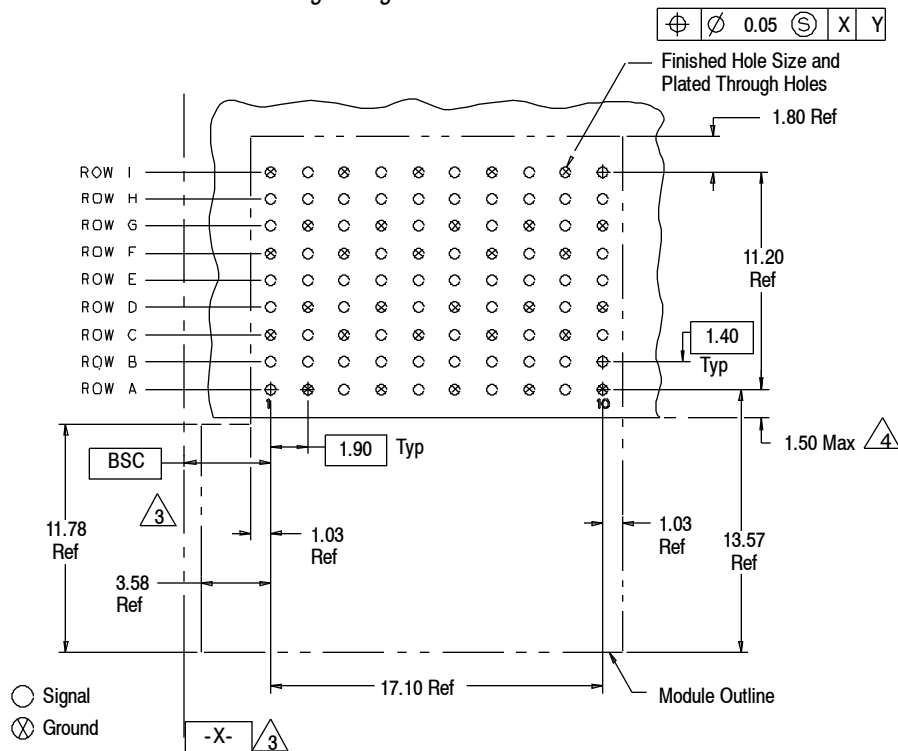 ⌖ ∅ 0.05 Ⓢ X Y
Finished Hole Size and
Plated Through Holes
1.80 Ref
ROW I
ROW H
ROW G
ROW F
ROW E
ROW D
ROW C
ROW B
ROW A
11.20
Ref
1.40
Typ
1
10
1.90 Typ
1.50 Max 4
BSC
3
11.78
Ref
1.03
Ref
1.03
Ref
13.57
Ref
3.58
Ref
17.10 Ref
Module Outline
Signal
Ground
-X- 3